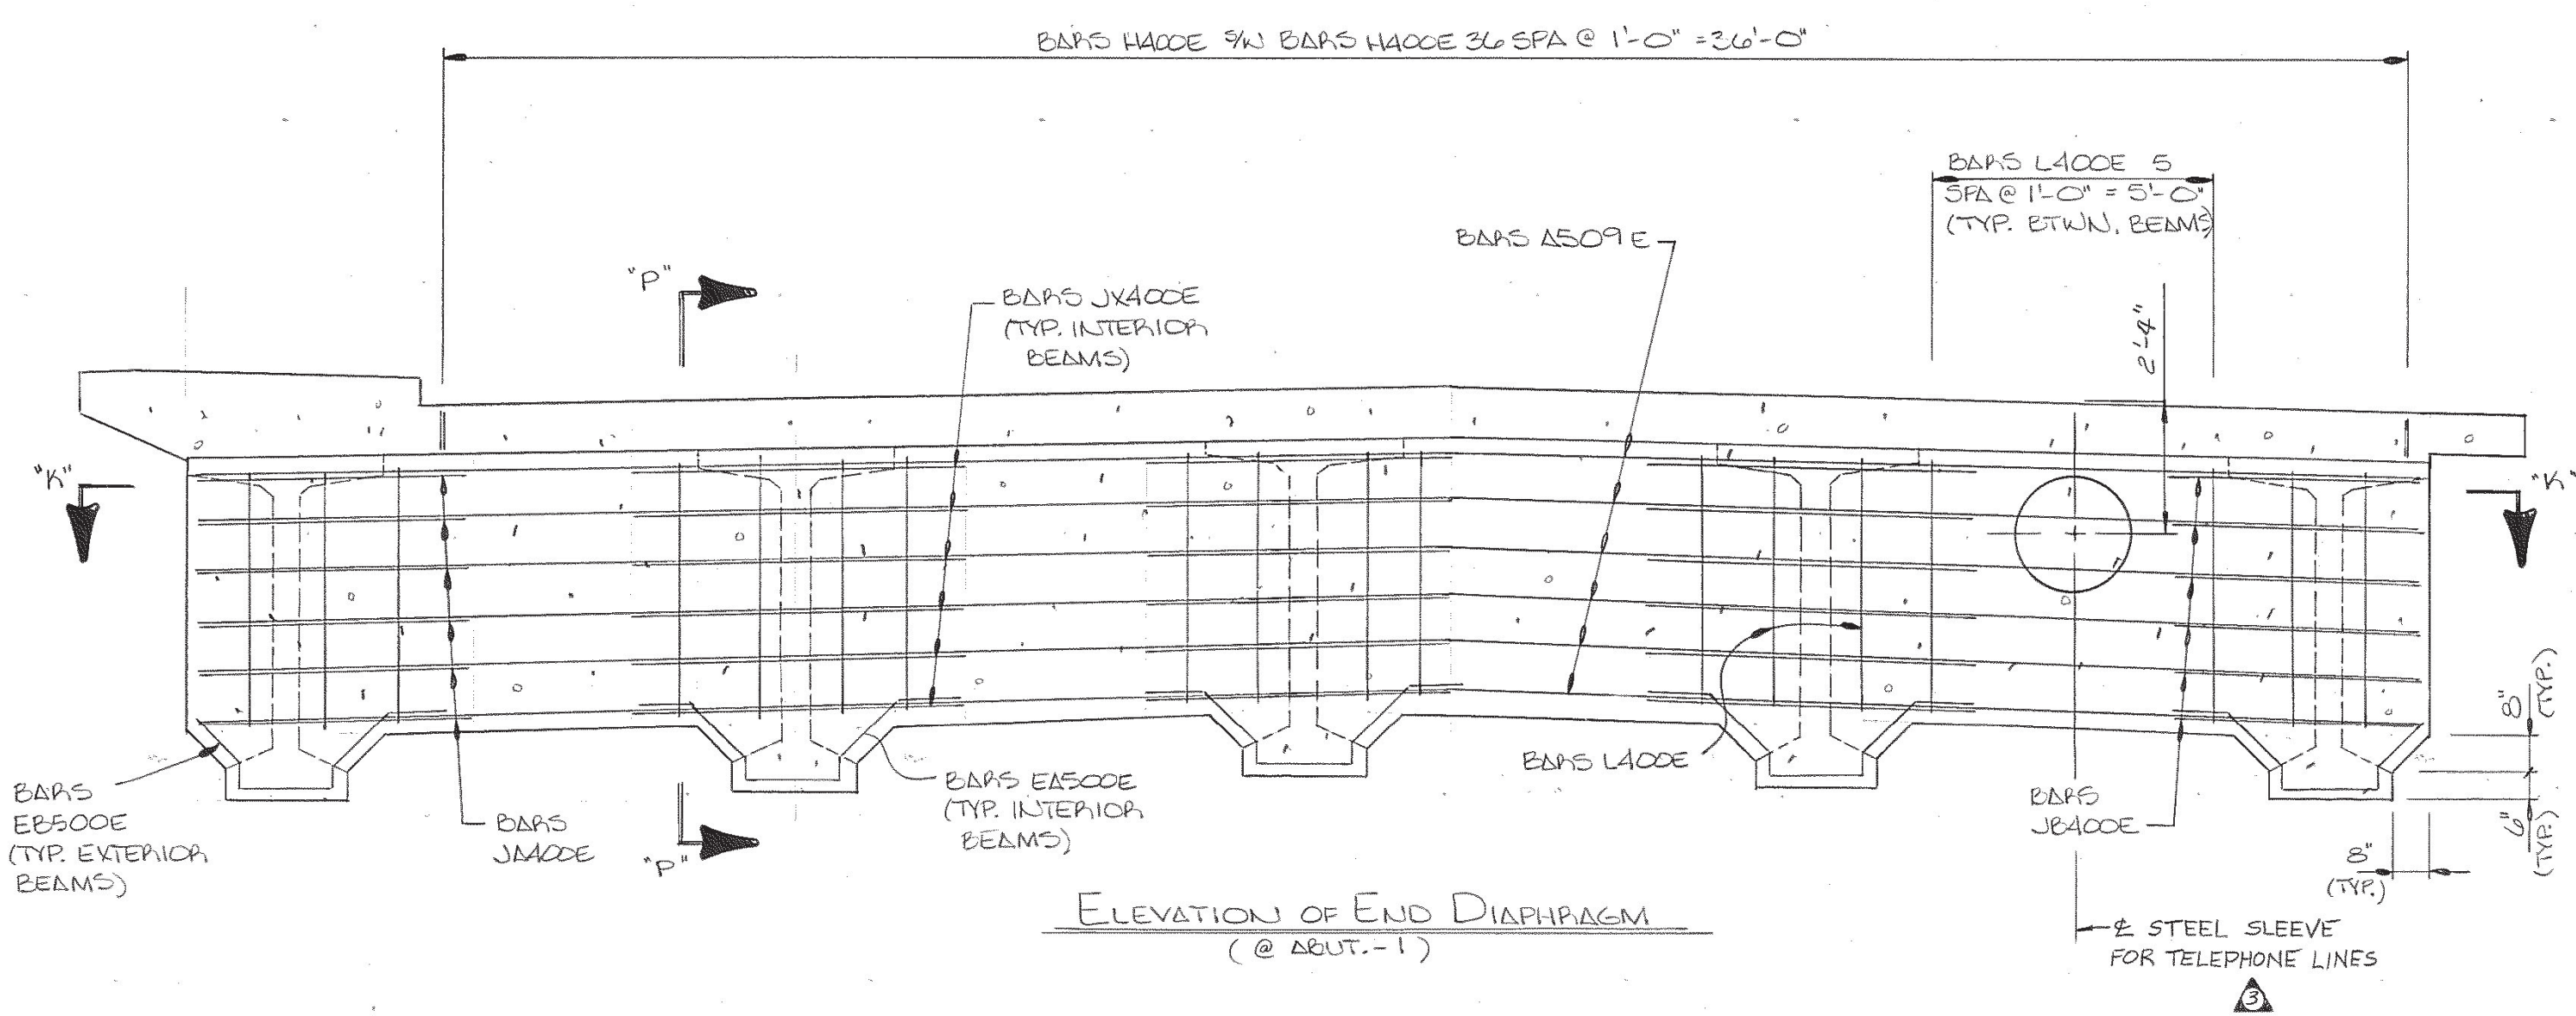 BARS H400E S/W BARS H400E 36 SPA @ 1'-0" = 36'-0"
BARS L400E 5
SPA @ 1'-0" = 5'-0"
(TYP. BTWN. BEAMS)
BARS A509E
"P"
BARS JX400E
(TYP. INTERIOR
BEAMS)
2'-4"
"K"
"K"
BARS
EB500E
(TYP. EXTERIOR
BEAMS)
BARS
JA400E
"P"
BARS EA500E
(TYP. INTERIOR
BEAMS)
BARS L400E
BARS
JB400E
8"
(TYP.)
6"
(TYP.)
8"
(TYP.)
ELEVATION OF END DIAPHRAGM
(@ ABUT.-1)
℄ STEEL SLEEVE
FOR TELEPHONE LINES
3